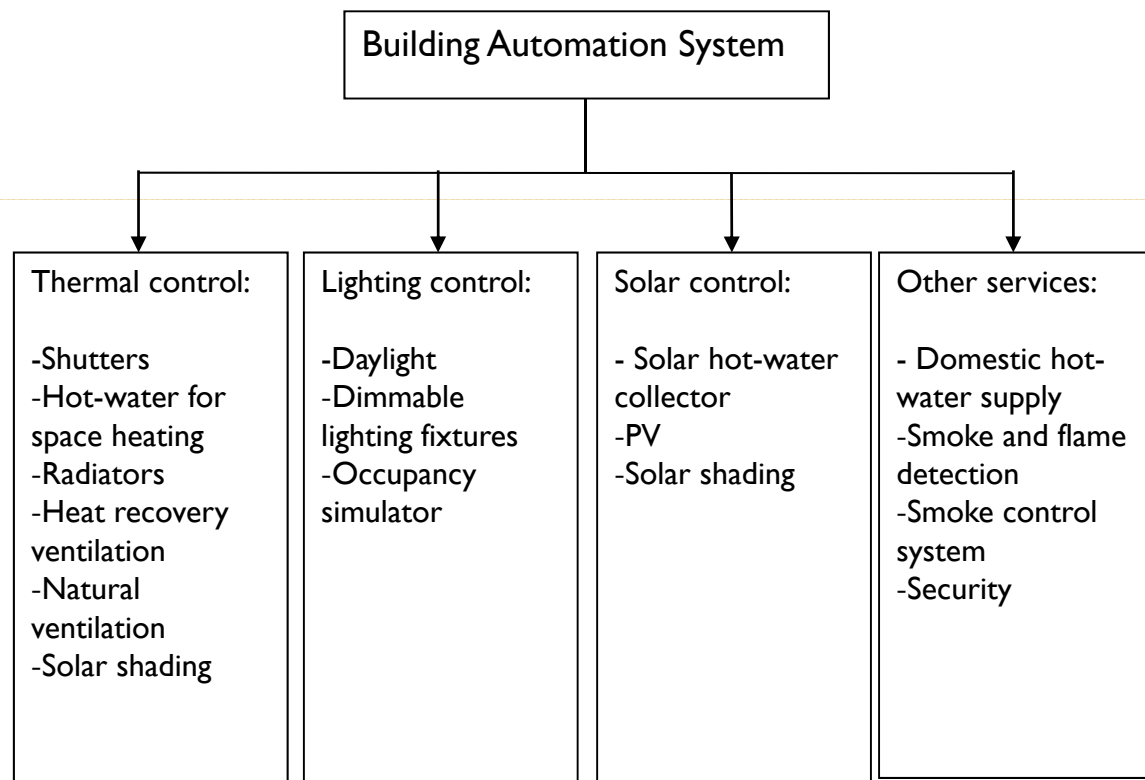 Building Automation System
Thermal control:
-Shutters
-Hot-water for
space heating
-Radiators
-Heat recovery
ventilation
-Natural
ventilation
-Solar shading
Lighting control:
-Daylight
-Dimmable
lighting fixtures
-Occupancy
simulator
Solar control:
- Solar hot-water
collector
-PV
-Solar shading
Other services:
- Domestic hot-
water supply
-Smoke and flame
detection
-Smoke control
system
-Security